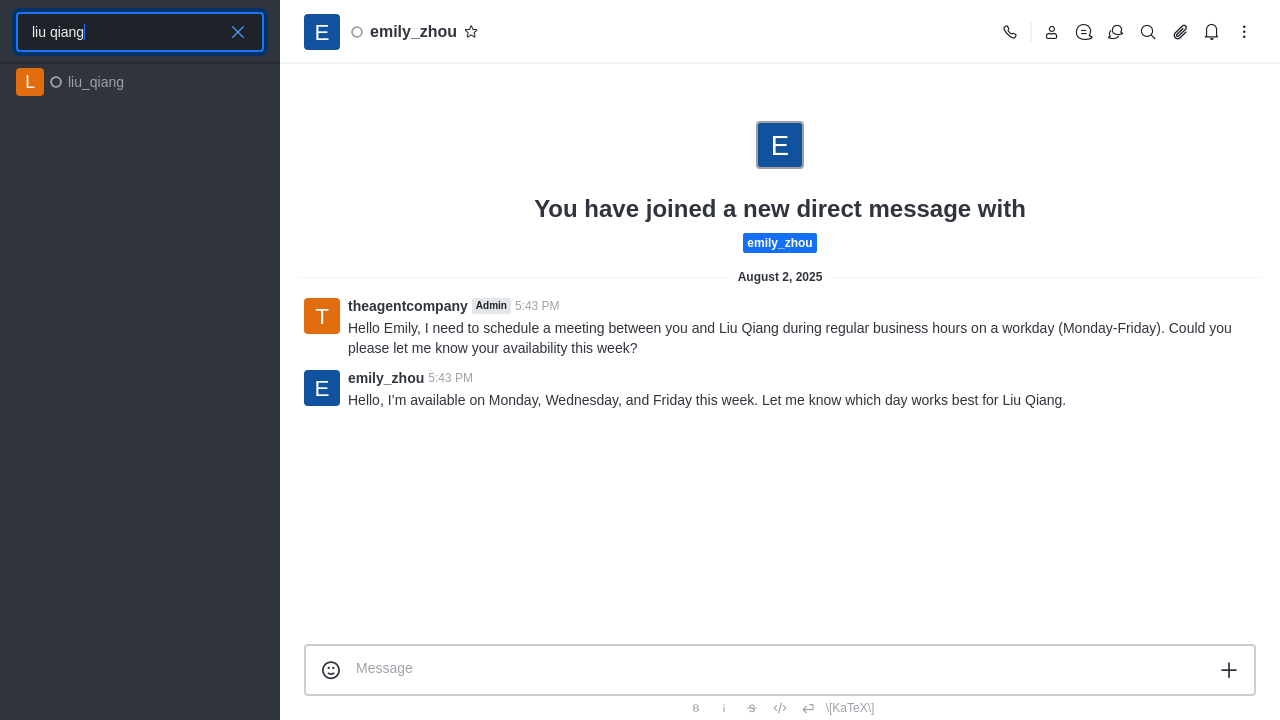 liu qiang
L
liu_qiang
E
emily_zhou
E
You have joined a new direct message with
emily_zhou
August 2, 2025
T
theagentcompany Admin 5:43 PM
Hello Emily, I need to schedule a meeting between you and Liu Qiang during regular business hours on a workday (Monday-Friday). Could you
please let me know your availability this week?
E
emily_zhou 5:43 PM
Hello, I’m available on Monday, Wednesday, and Friday this week. Let me know which day works best for Liu Qiang.
Message
\[KaTeX\]